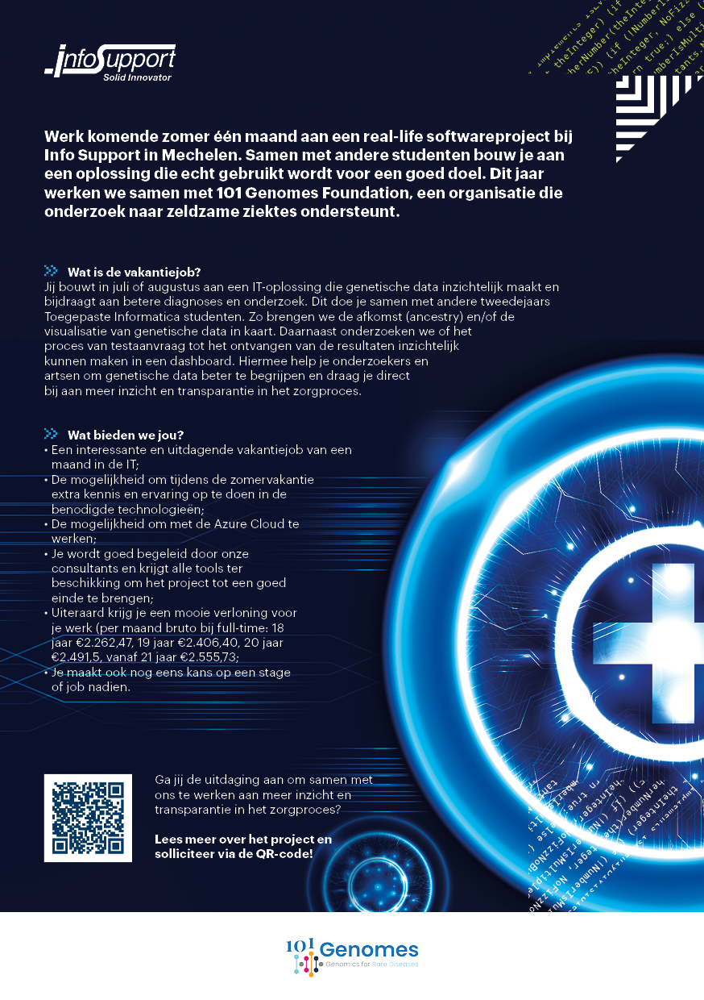 infoSupport
Solid Innovator
Werk komende zomer één maand aan een real-life softwareproject bij
Info Support in Mechelen. Samen met andere studenten bouw je aan
een oplossing die echt gebruikt wordt voor een goed doel. Dit jaar
werken we samen met 101 Genomes Foundation, een organisatie die
onderzoek naar zeldzame ziektes ondersteunt.
Wat is de vakantiejob?
Jij bouwt in juli of augustus aan een IT-oplossing die genetische data inzichtelijk maakt en
bijdraagt aan betere diagnoses en onderzoek. Dit doe je samen met andere tweedejaars
Toegepaste Informatica studenten. Zo brengen we de afkomst (ancestry) en/of de
visualisatie van genetische data in kaart. Daarnaast onderzoeken we of het
proces van testaanvraag tot het ontvangen van de resultaten inzichtelijk
kunnen maken in een dashboard. Hiermee help je onderzoekers en
artsen om genetische data beter te begrijpen en draag je direct
bij aan meer inzicht en transparantie in het zorgproces.
Wat bieden we jou?
• Een interessante en uitdagende vakantiejob van een
maand in de IT;
• De mogelijkheid om tijdens de zomervakantie
extra kennis en ervaring op te doen in de
benodigde technologieën;
• De mogelijkheid om met de Azure Cloud te
werken;
• Je wordt goed begeleid door onze
consultants en krijgt alle tools ter
beschikking om het project tot een goed
einde te brengen;
• Uiteraard krijg je een mooie verloning voor
je werk (per maand bruto bij full-time: 18
jaar €2.262,47, 19 jaar €2.406,40, 20 jaar
€2.491,5, vanaf 21 jaar €2.555,73;
• Je maakt ook nog eens kans op een stage
of job nadien.
Ga jij de uitdaging aan om samen met
ons te werken aan meer inzicht en
transparantie in het zorgproces?
Lees meer over het project en
solliciteer via de QR-code!
101 Genomes
Genomics for Rare Diseases